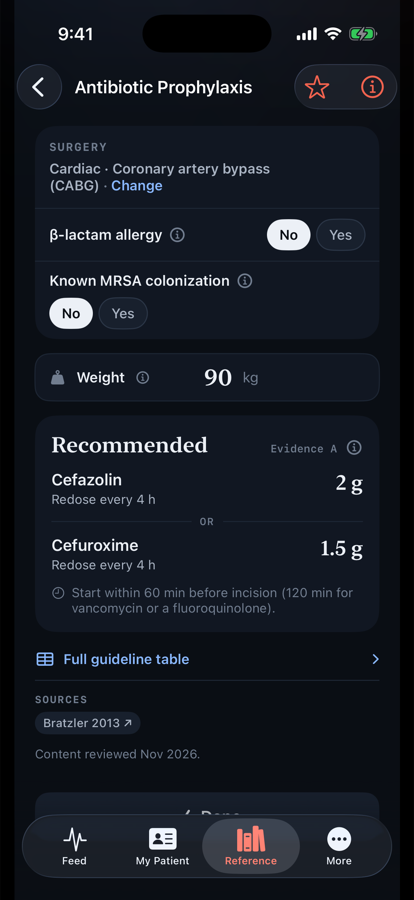 9:41
Antibiotic Prophylaxis
SURGERY
Cardiac · Coronary artery bypass
(CABG) · Change
β-lactam allergy
No
Yes
Known MRSA colonization
No
Yes
Weight
90 kg
Recommended
Evidence A
Cefazolin
2 g
Redose every 4 h
OR
Cefuroxime
1.5 g
Redose every 4 h
Start within 60 min before incision (120 min for
vancomycin or a fluoroquinolone).
Full guideline table
SOURCES
Bratzler 2013 ↗
Content reviewed Nov 2026.
Feed
My Patient
Reference
More